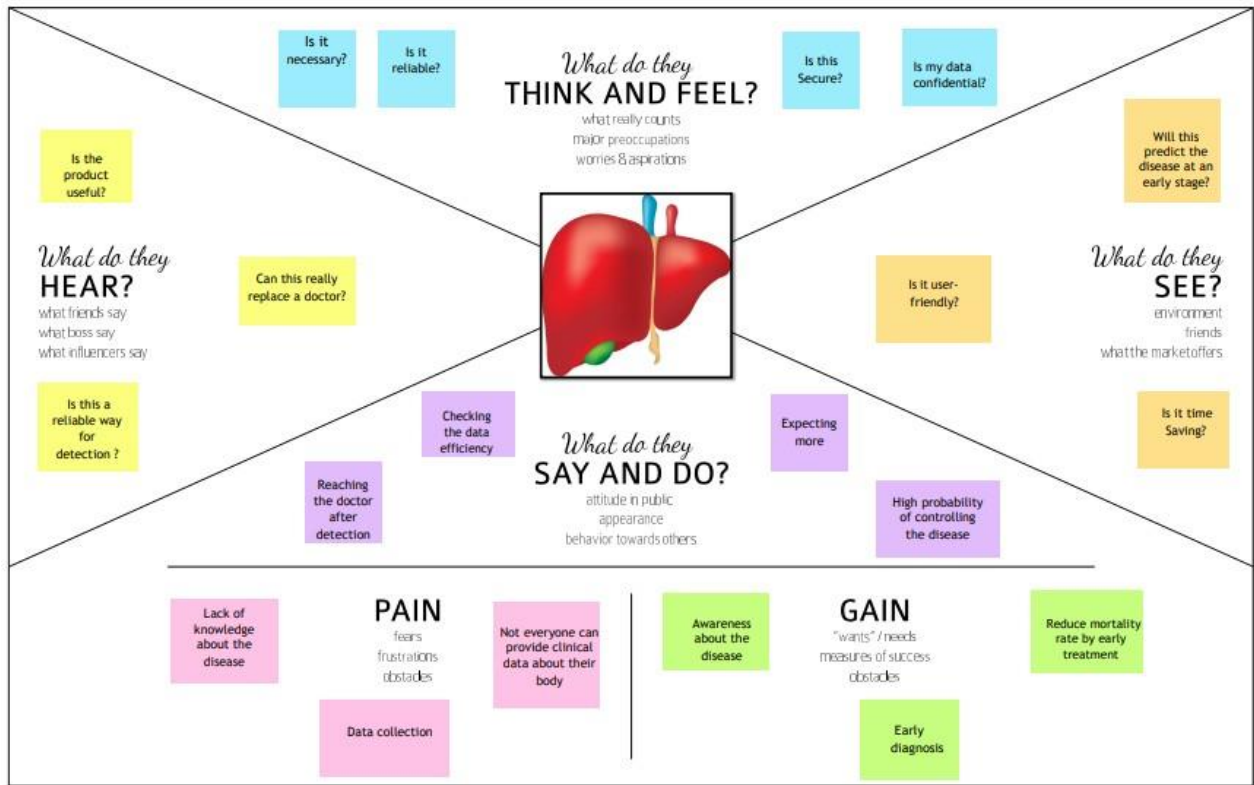 Is it
necessary?
Is it
reliable?
What do they
THINK AND FEEL?
what really counts
major preoccupations
worries & aspirations
Is this
Secure?
Is my data
confidential?
Is the
product
useful?
What do they
HEAR?
what friends say
what boss say
what influencers say
Can this really
replace a doctor?
Is this a
reliable way
for
detection ?
Will this
predict the
disease at an
early stage?
Is it user-
friendly?
What do they
SEE?
environment
friends
what the market offers
Is it time
Saving?
Checking
the data
efficiency
Reaching
the doctor
after
detection
What do they
SAY AND DO?
attitude in public
appearance
behavior towards others
Expecting
more
High probability
of controlling
the disease
Lack of
knowledge
about the
disease
PAIN
fears
frustrations
obstacles
Not everyone can
provide clinical
data about their
body
Data collection
Awareness
about the
disease
GAIN
"wants" / needs
measures of success
obstacles
Reduce mortality
rate by early
treatment
Early
diagnosis